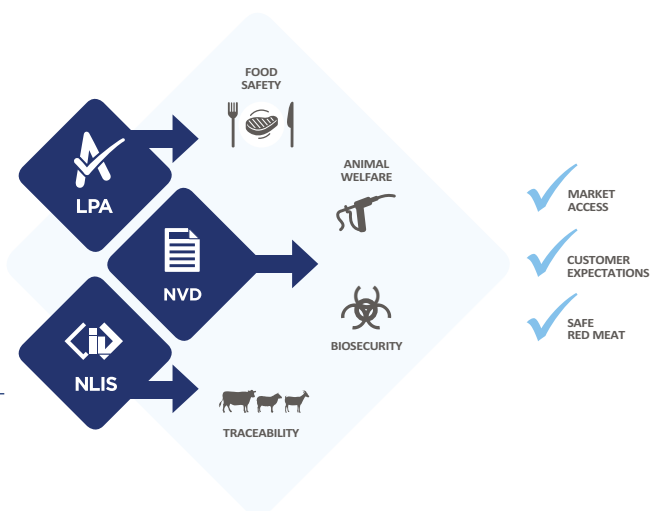 FOOD
SAFETY
LPA
ANIMAL
WELFARE
MARKET
ACCESS
NVD
CUSTOMER
EXPECTATIONS
BIOSECURITY
SAFE
RED MEAT
NLIS
TRACEABILITY